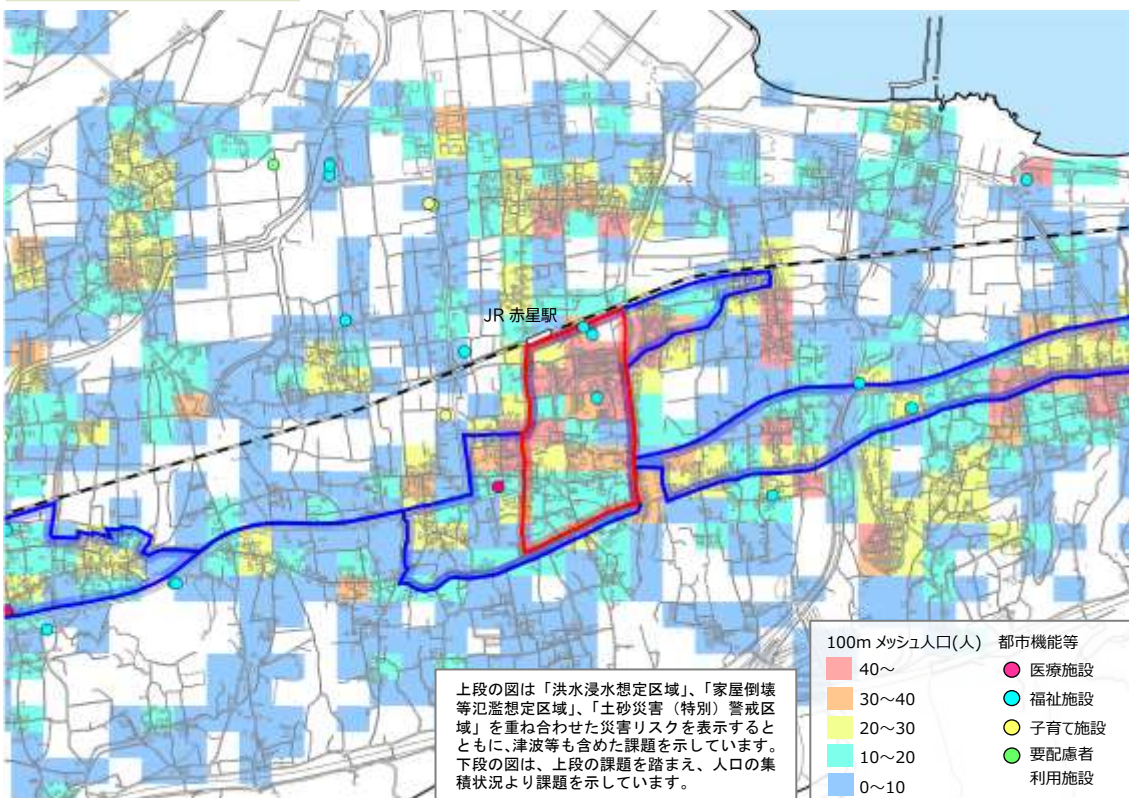 JR 赤星駅
上段の図は「洪水浸水想定区域」、「家屋倒壊
等氾濫想定区域」、「土砂災害（特別）警戒区
域」を重ね合わせた災害リスクを表示すると
ともに、津波等も含めた課題を示しています。
下段の図は、上段の課題を踏まえ、人口の集
積状況より課題を示しています。
100m メッシュ人口(人)
40～
30～40
20～30
10～20
0～10
都市機能等
医療施設
福祉施設
子育て施設
要配慮者
利用施設